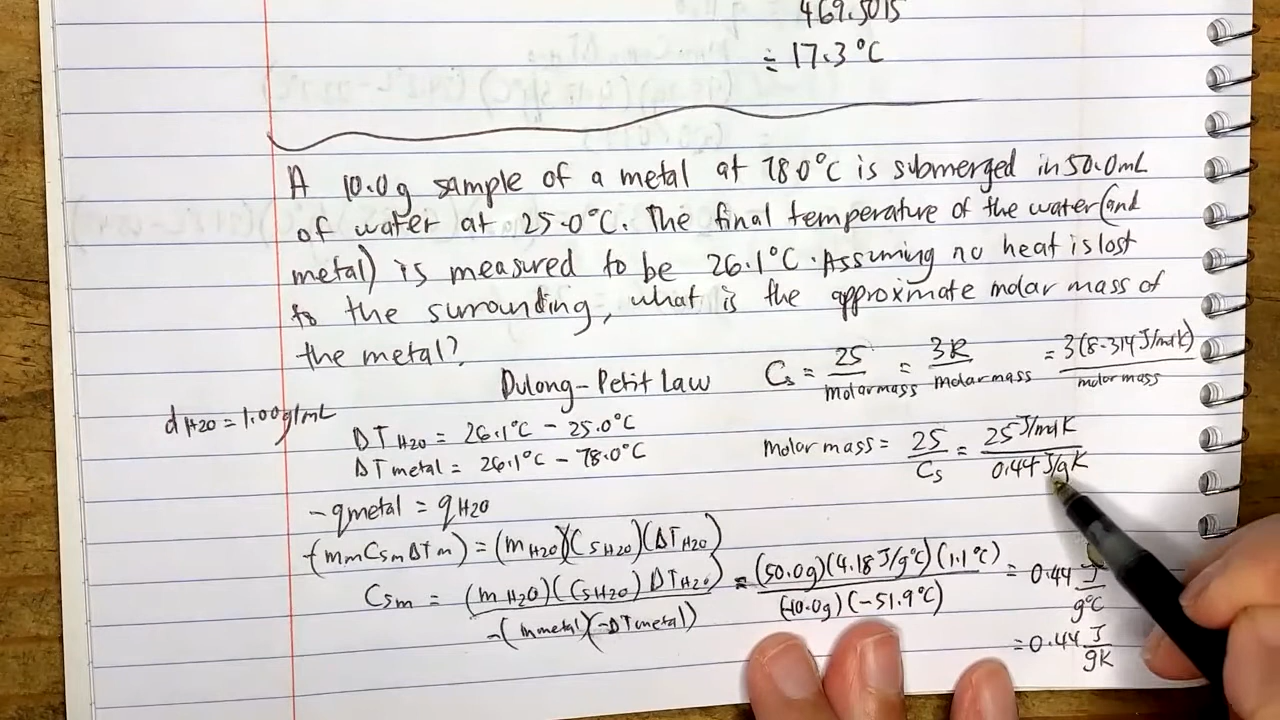 469.5015
= 17.3°C
A 10.0g sample of a metal at 78.0°C is submerged in 50.0mL
of water at 25.0°C. The final temperature of the water (and
metal) is measured to be 26.1°C. Assuming no heat is lost
to the surrounding, what is the approximate molar mass of
the metal?
Dulong-Petit Law
Cs = 25/molar mass = 3R/molar mass = 3(8.314 J/mol K)/molar mass
dH2O = 1.00g/mL
DTH2O = 26.1°C - 25.0°C
DTmetal = 26.1°C - 78.0°C
molar mass = 25/Cs = 25 J/mol K/0.44 J/gK
-qmetal = qH2O
-(mmCsmΔTm) = (mH2O)(CsH2O)(ΔTH2O)
Csm = (mH2O)(CsH2O)ΔTH2O)/-(mmetal)(-ΔTmetal) = (50.0g)(4.18 J/g°C)(1.1°C)/(-10.0g)(-51.9°C) = 0.44 J/g°C
= 0.44 J/gK